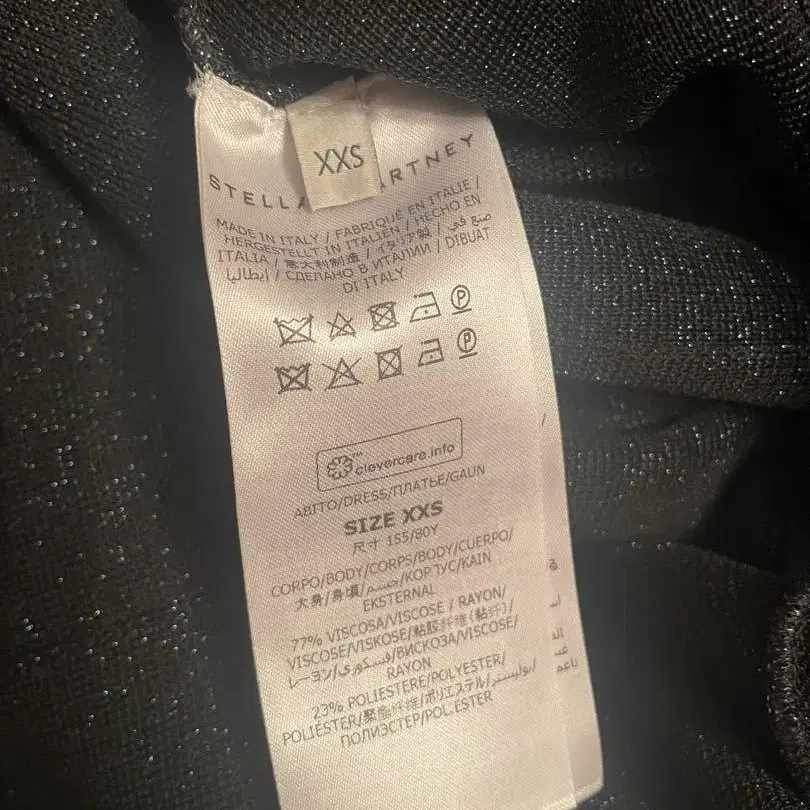 XXS
STELLA ARTNEY
MADE IN ITALY / FABRIQUÉ EN ITALIE /
HERGESTELLT IN ITALIEN / HECHO EN
ITALIA / 意大利制造 / イタリア製 / صنع في
إيطاليا / СДЕЛАНО В ИТАЛИИ / DIBUAT
DI ITALY
P
P
clevercare.info
ABITO/DRESS/ПЛАТЬЕ/GAUN
SIZE XXS
尺寸 155/80Y
CORPO/BODY/CORPS/BODY/CUERPO/
大身/身頃/جسم/КОРПУС/KAIN
EKSTERNAL
77% VISCOSA/VISCOSE / RAYON/
VISCOSE/VISKOSE/粘胶纤维(粘纤)/
レーヨン/فسكوزي/ВИСКОЗА/VISCOSE/
RAYON
23% POLIESTERE/POLYESTER/
POLIÉSTER/聚酯纤维/ポリエステル/بوليستر/
ПОЛИЭСТЕР/POLIESTER